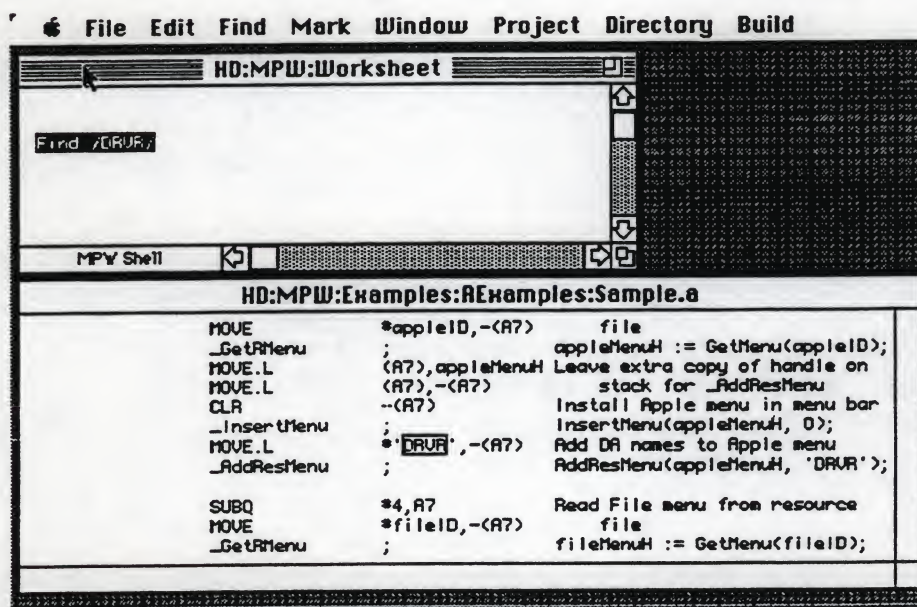 File Edit Find Mark Window Project Directory Build
HD:MPW:Worksheet
Find /DRVR/
MPW Shell
HD:MPW:Examples:AExamples:Sample.a
MOVE *appleID,-(A7) file
_GetRMenu ; appleMenuH := GetMenu(appleID);
MOVE.L (A7),appleMenuH Leave extra copy of handle on
MOVE.L (A7),-(A7) stack for _AddResMenu
CLR -(A7) Install Apple menu in menu bar
_InsertMenu ; InsertMenu(appleMenuH, 0);
MOVE.L *'DRVR',-(A7) Add DA names to Apple menu
_AddResMenu ; AddResMenu(appleMenuH, 'DRVR');
SUBQ *4,A7 Read File menu from resource
MOVE *fileID,-(A7) file
_GetRMenu ; fileMenuH := GetMenu(fileID);